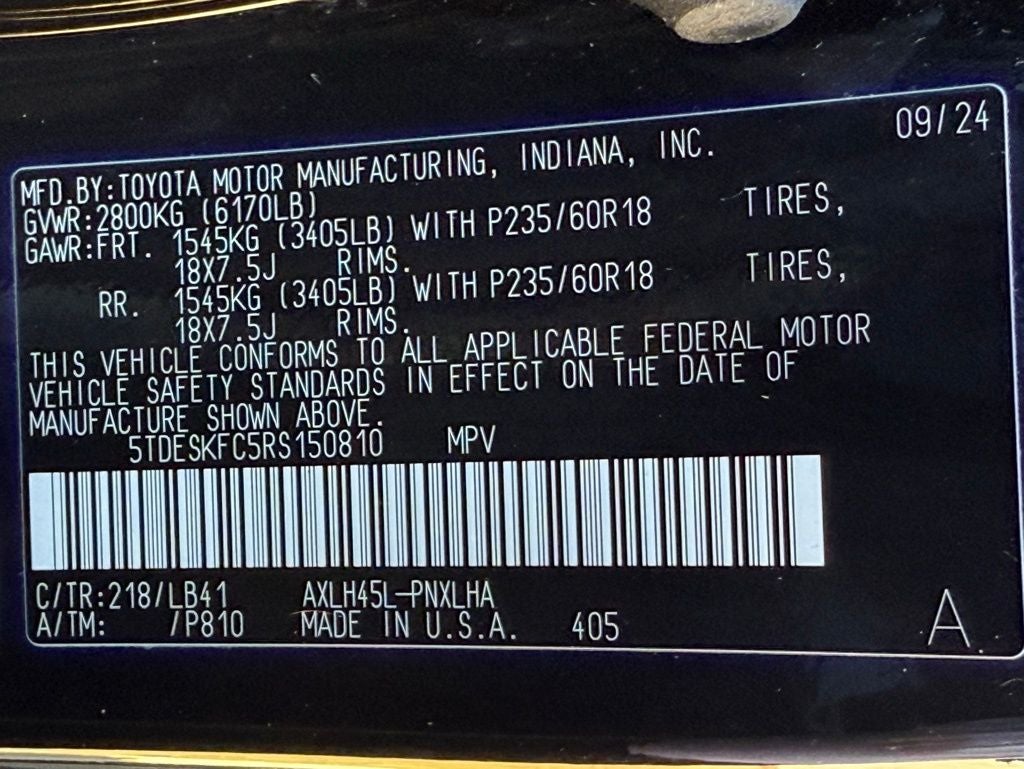 09/24
MFD.BY:TOYOTA MOTOR MANUFACTURING, INDIANA, INC.
GVWR:2800KG (6170LB)
GAWR:FRT. 1545KG (3405LB) WITH P235/60R18 TIRES,
18X7.5J RIMS.
RR. 1545KG (3405LB) WITH P235/60R18 TIRES,
18X7.5J RIMS.
THIS VEHICLE CONFORMS TO ALL APPLICABLE FEDERAL MOTOR
VEHICLE SAFETY STANDARDS IN EFFECT ON THE DATE OF
MANUFACTURE SHOWN ABOVE.
5TDESKFC5RS150810 MPV
C/TR:218/LB41 AXLH45L-PNXLHA
A/TM: /P810 MADE IN U.S.A. 405 A